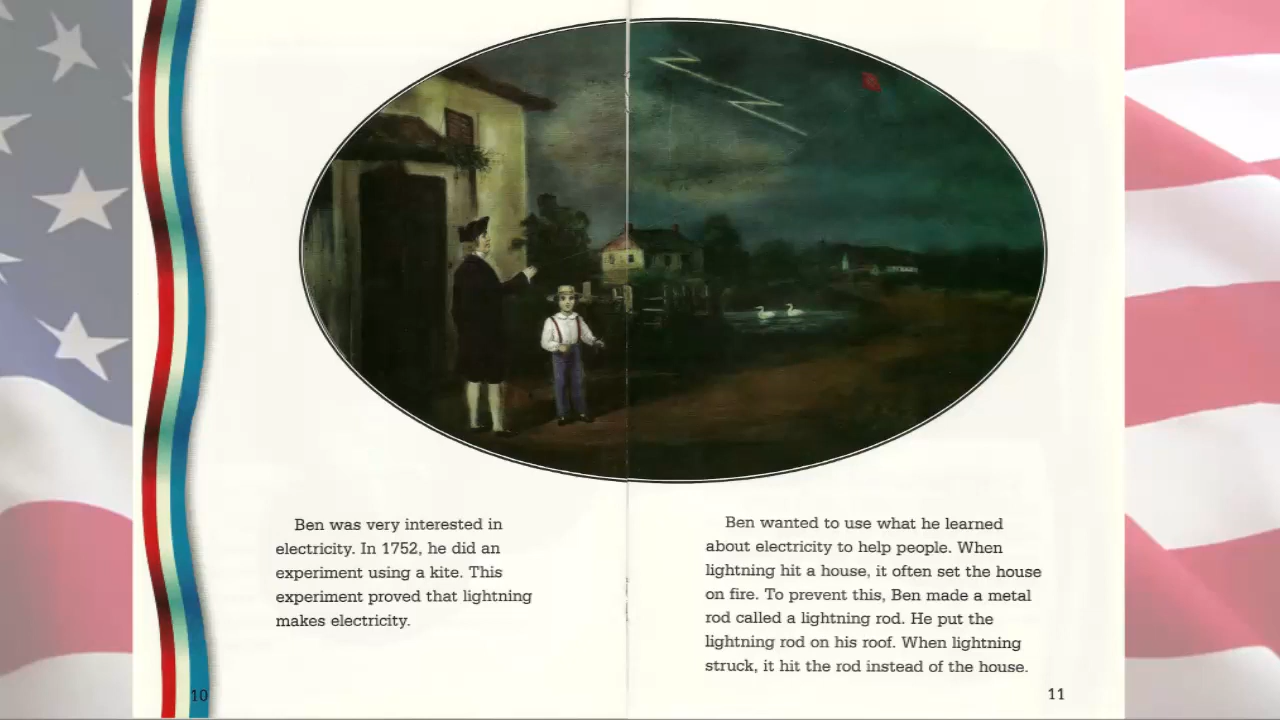 Ben was very interested in
electricity. In 1752, he did an
experiment using a kite. This
experiment proved that lightning
makes electricity.
10
Ben wanted to use what he learned
about electricity to help people. When
lightning hit a house, it often set the house
on fire. To prevent this, Ben made a metal
rod called a lightning rod. He put the
lightning rod on his roof. When lightning
struck, it hit the rod instead of the house.
11